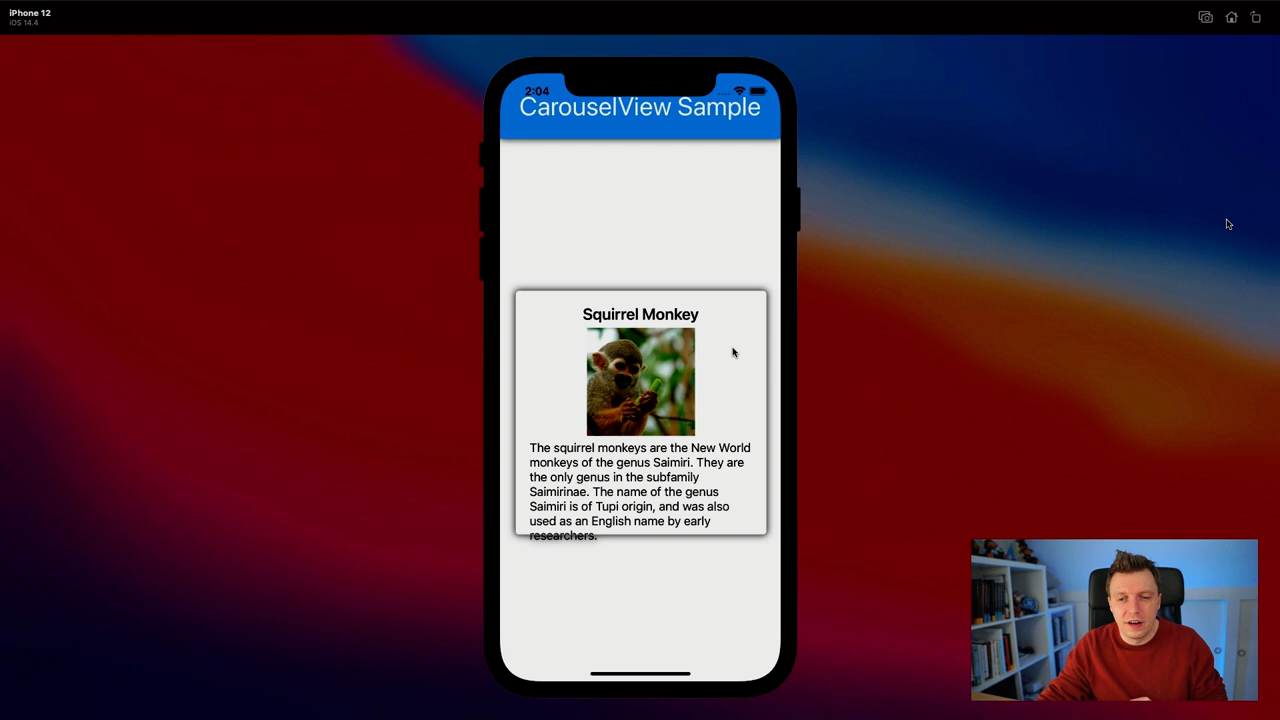 iPhone 12
iOS 14.4
2:04
CarouselView Sample
Squirrel Monkey
The squirrel monkeys are the New World
monkeys of the genus Saimiri. They are
the only genus in the subfamily
Saimirinae. The name of the genus
Saimiri is of Tupi origin, and was also
used as an English name by early
researchers.